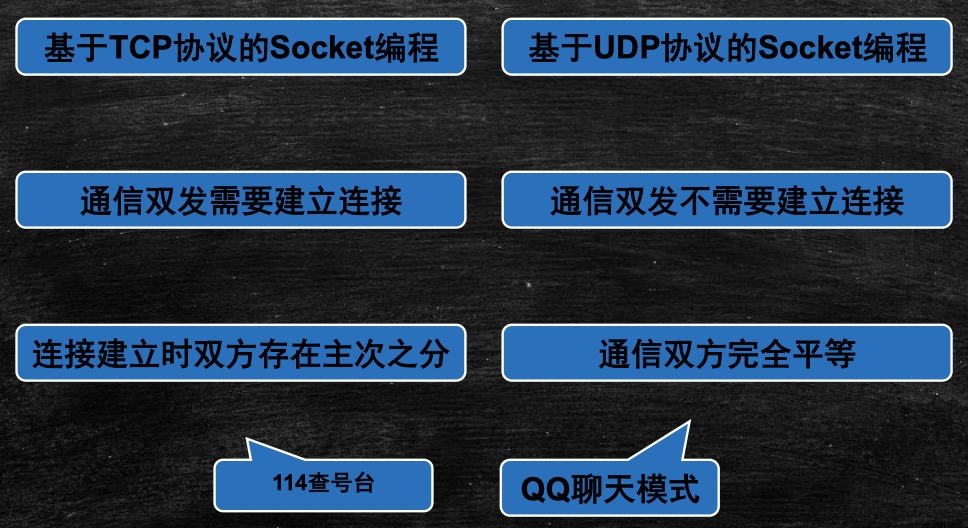 基于TCP协议的Socket编程
基于UDP协议的Socket编程
通信双发需要建立连接
通信双发不需要建立连接
连接建立时双方存在主次之分
通信双方完全平等
114查号台
QQ聊天模式